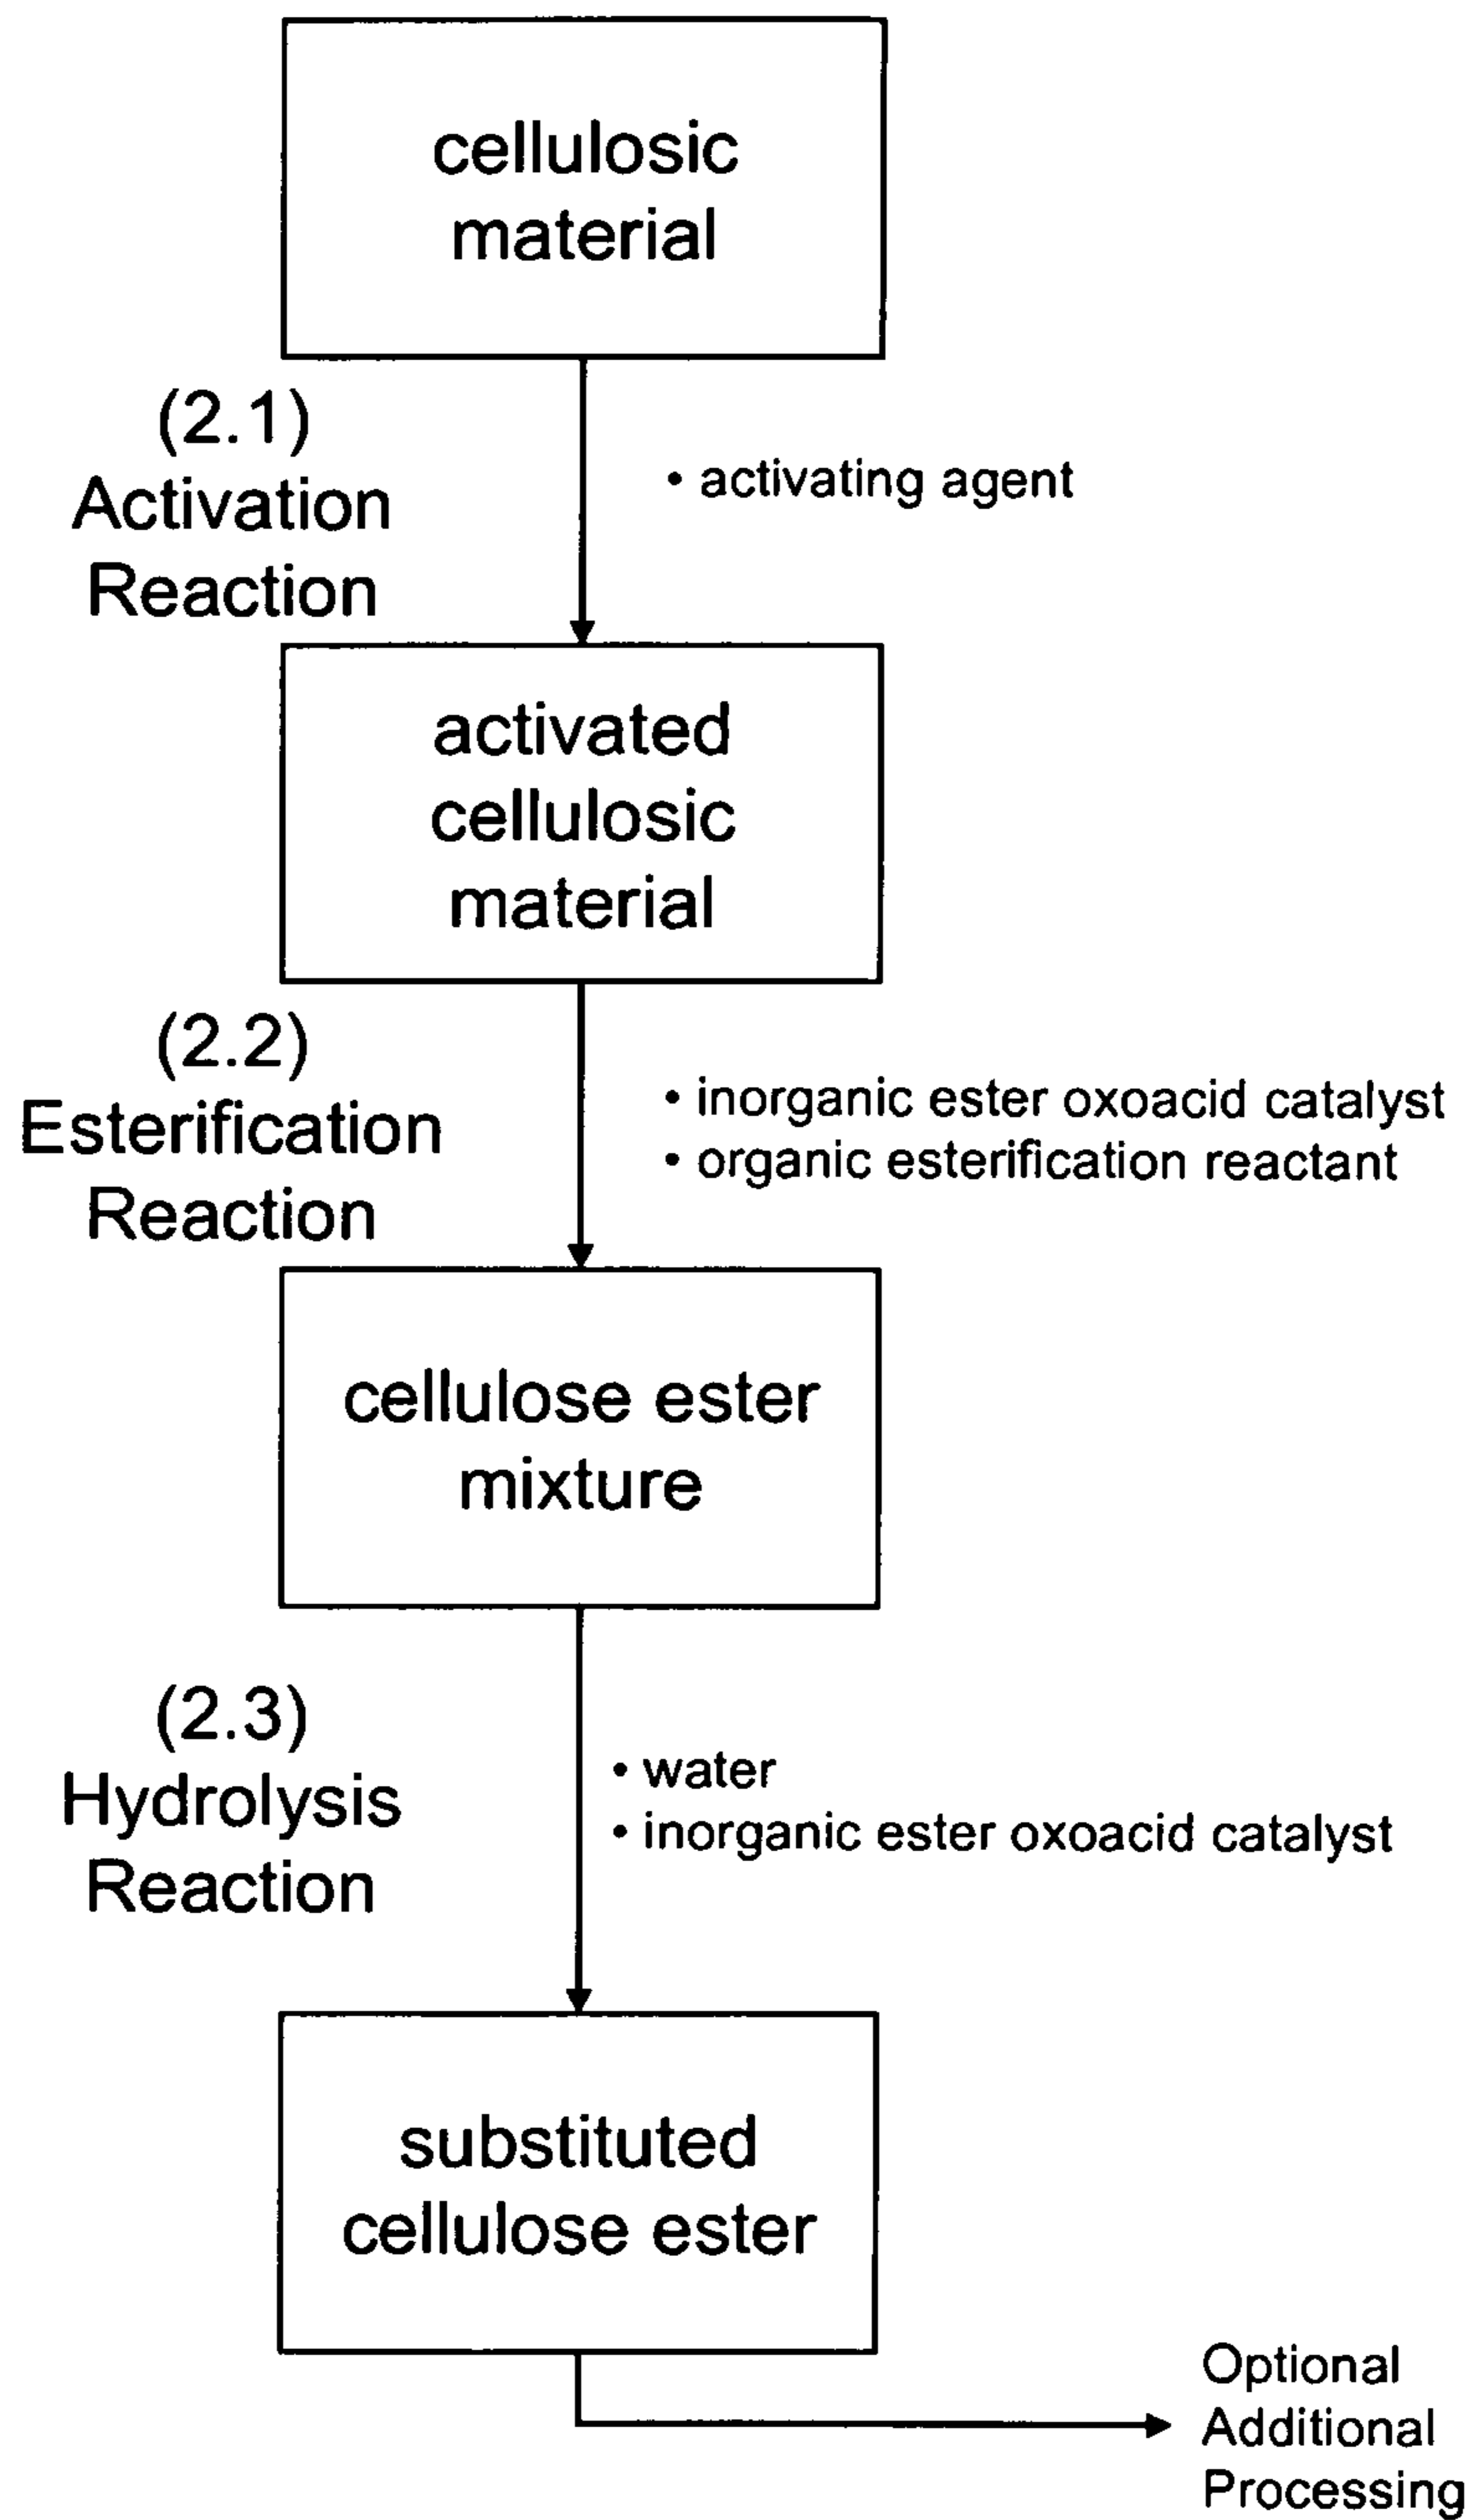 cellulosic
material
(2.1)
Activation
Reaction
• activating agent
activated
cellulosic
material
(2.2)
Esterification
Reaction
• inorganic ester oxoacid catalyst
• organic esterification reactant
cellulose ester
mixture
(2.3)
Hydrolysis
Reaction
• water
• inorganic ester oxoacid catalyst
substituted
cellulose ester
Optional
Additional
Processing